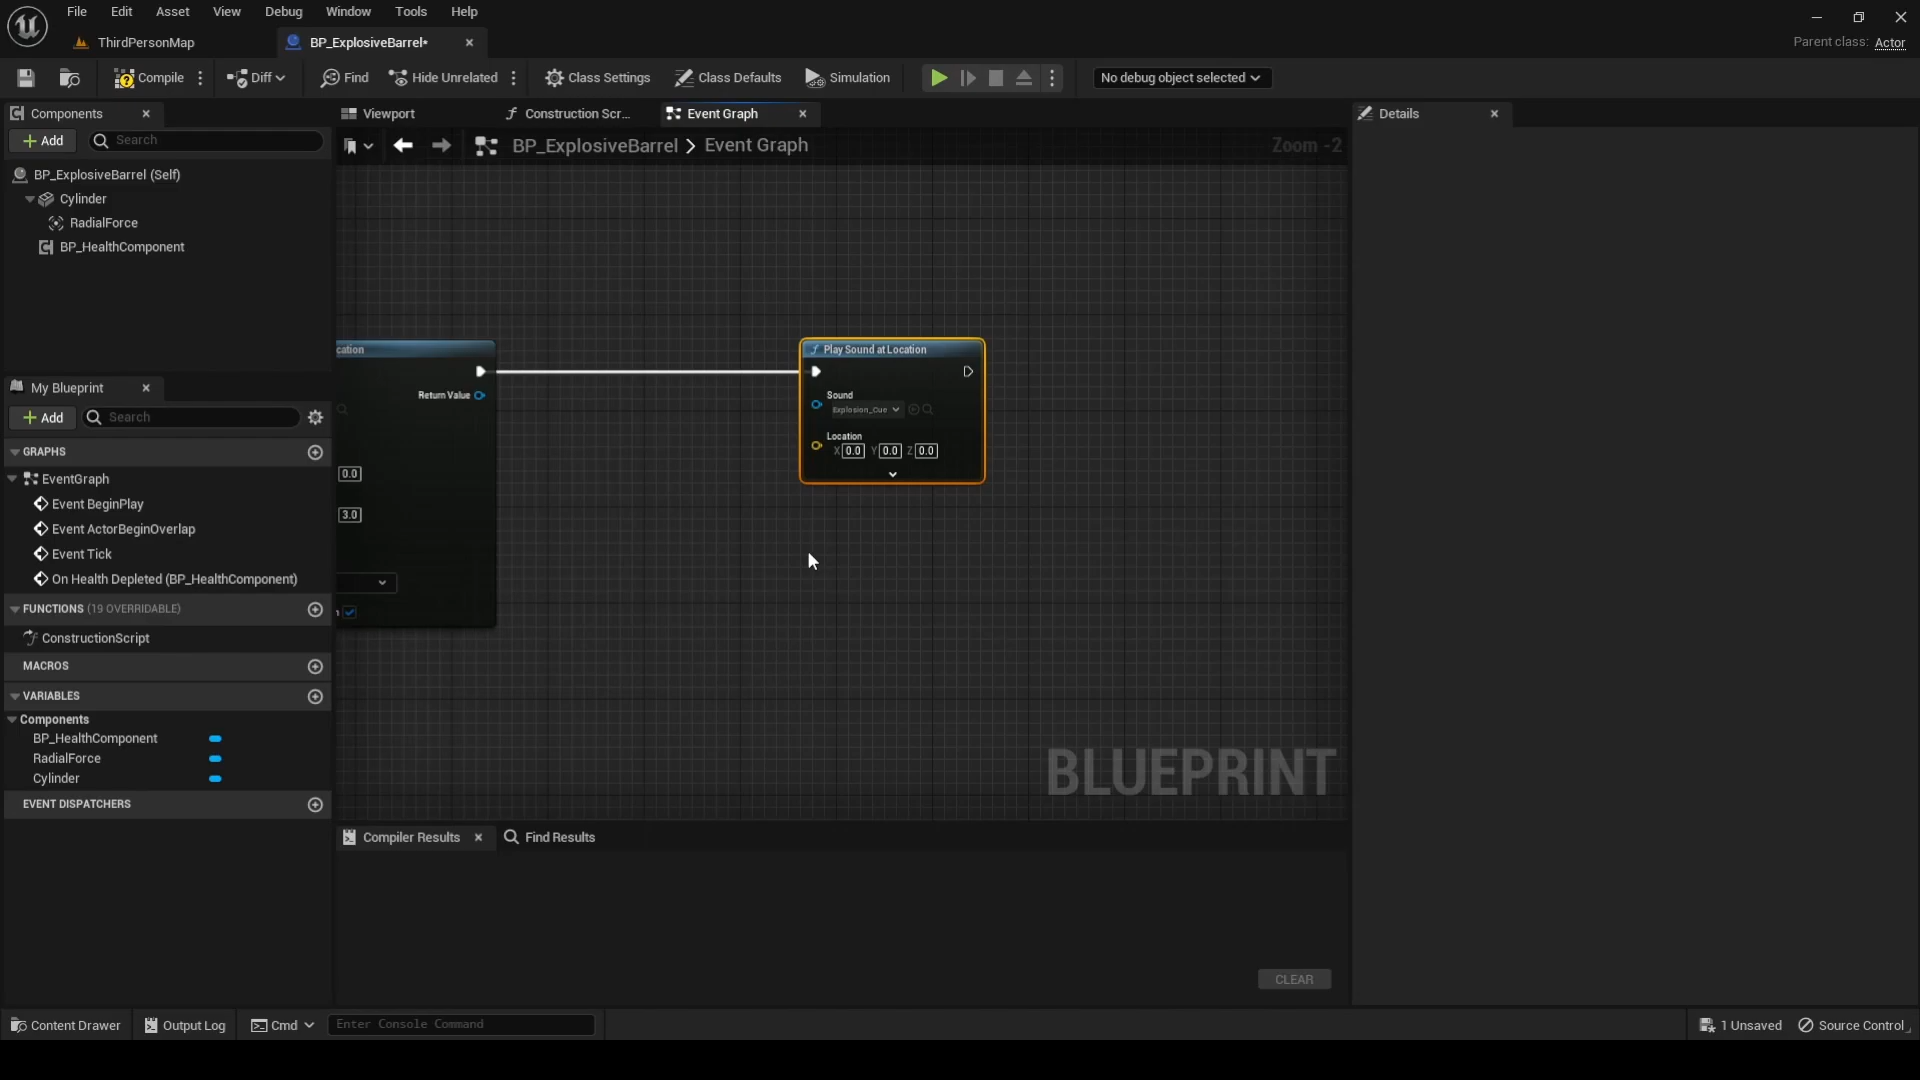 File Edit Asset View Debug Window Tools Help
ThirdPersonMap
BP_ExplosiveBarrel*
Parent class: Actor
Compile
Diff
Find
Hide Unrelated
Class Settings
Class Defaults
Simulation
No debug object selected
Components
Add
Search
BP_ExplosiveBarrel (Self)
Cylinder
RadialForce
BP_HealthComponent
My Blueprint
Add
Search
GRAPHS
EventGraph
Event BeginPlay
Event ActorBeginOverlap
Event Tick
On Health Depleted (BP_HealthComponent)
FUNCTIONS (19 OVERRIDABLE)
ConstructionScript
MACROS
VARIABLES
Components
BP_HealthComponent
RadialForce
Cylinder
EVENT DISPATCHERS
Viewport
Construction Scr...
Event Graph
BP_ExplosiveBarrel > Event Graph
Zoom -2
cation
Return Value
0.0
3.0
Play Sound at Location
Sound
Explosion_Cue
Location
X 0.0 Y 0.0 Z 0.0
BLUEPRINT
Compiler Results
Find Results
CLEAR
Details
Content Drawer
Output Log
Cmd
Enter Console Command
1 Unsaved
Source Control